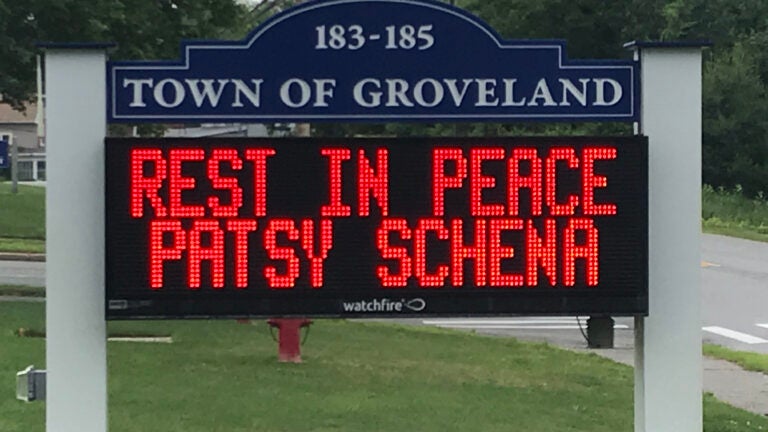 183-185
TOWN OF GROVELAND
REST IN PEACE
PATSY SCHENA
watchfire